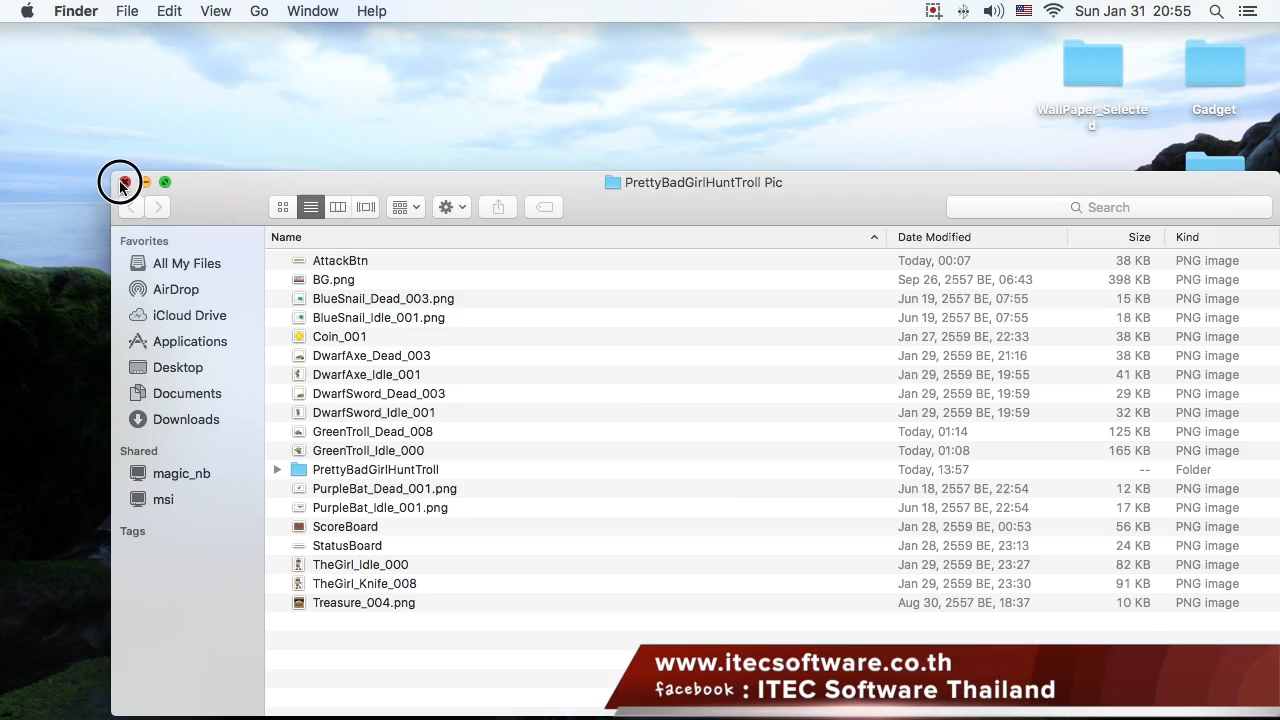 Finder File Edit View Go Window Help Sun Jan 31 20:55
WallPaper_Selected Gadget
PrettyBadGirlHuntTroll Pic
Search
Favorites
All My Files
AirDrop
iCloud Drive
Applications
Desktop
Documents
Downloads
Shared
magic_nb
msi
Tags
Name Date Modified Size Kind
AttackBtn Today, 00:07 38 KB PNG image
BG.png Sep 26, 2557 BE, 06:43 398 KB PNG image
BlueSnail_Dead_003.png Jun 19, 2557 BE, 07:55 15 KB PNG image
BlueSnail_Idle_001.png Jun 19, 2557 BE, 07:55 18 KB PNG image
Coin_001 Jan 27, 2559 BE, 22:33 38 KB PNG image
DwarfAxe_Dead_003 Jan 29, 2559 BE, 21:16 38 KB PNG image
DwarfAxe_Idle_001 Jan 29, 2559 BE, 19:55 41 KB PNG image
DwarfSword_Dead_003 Jan 29, 2559 BE, 19:59 29 KB PNG image
DwarfSword_Idle_001 Jan 29, 2559 BE, 19:59 32 KB PNG image
GreenTroll_Dead_008 Today, 01:14 125 KB PNG image
GreenTroll_Idle_000 Today, 01:08 165 KB PNG image
PrettyBadGirlHuntTroll Today, 13:57 -- Folder
PurpleBat_Dead_001.png Jun 18, 2557 BE, 22:54 12 KB PNG image
PurpleBat_Idle_001.png Jun 18, 2557 BE, 22:54 17 KB PNG image
ScoreBoard Jan 28, 2559 BE, 00:53 56 KB PNG image
StatusBoard Jan 28, 2559 BE, 23:13 24 KB PNG image
TheGirl_Idle_000 Jan 29, 2559 BE, 23:27 82 KB PNG image
TheGirl_Knife_008 Jan 29, 2559 BE, 23:30 91 KB PNG image
Treasure_004.png Aug 30, 2557 BE, 18:37 10 KB PNG image
www.itecsoftware.co.th
facebook : ITEC Software Thailand